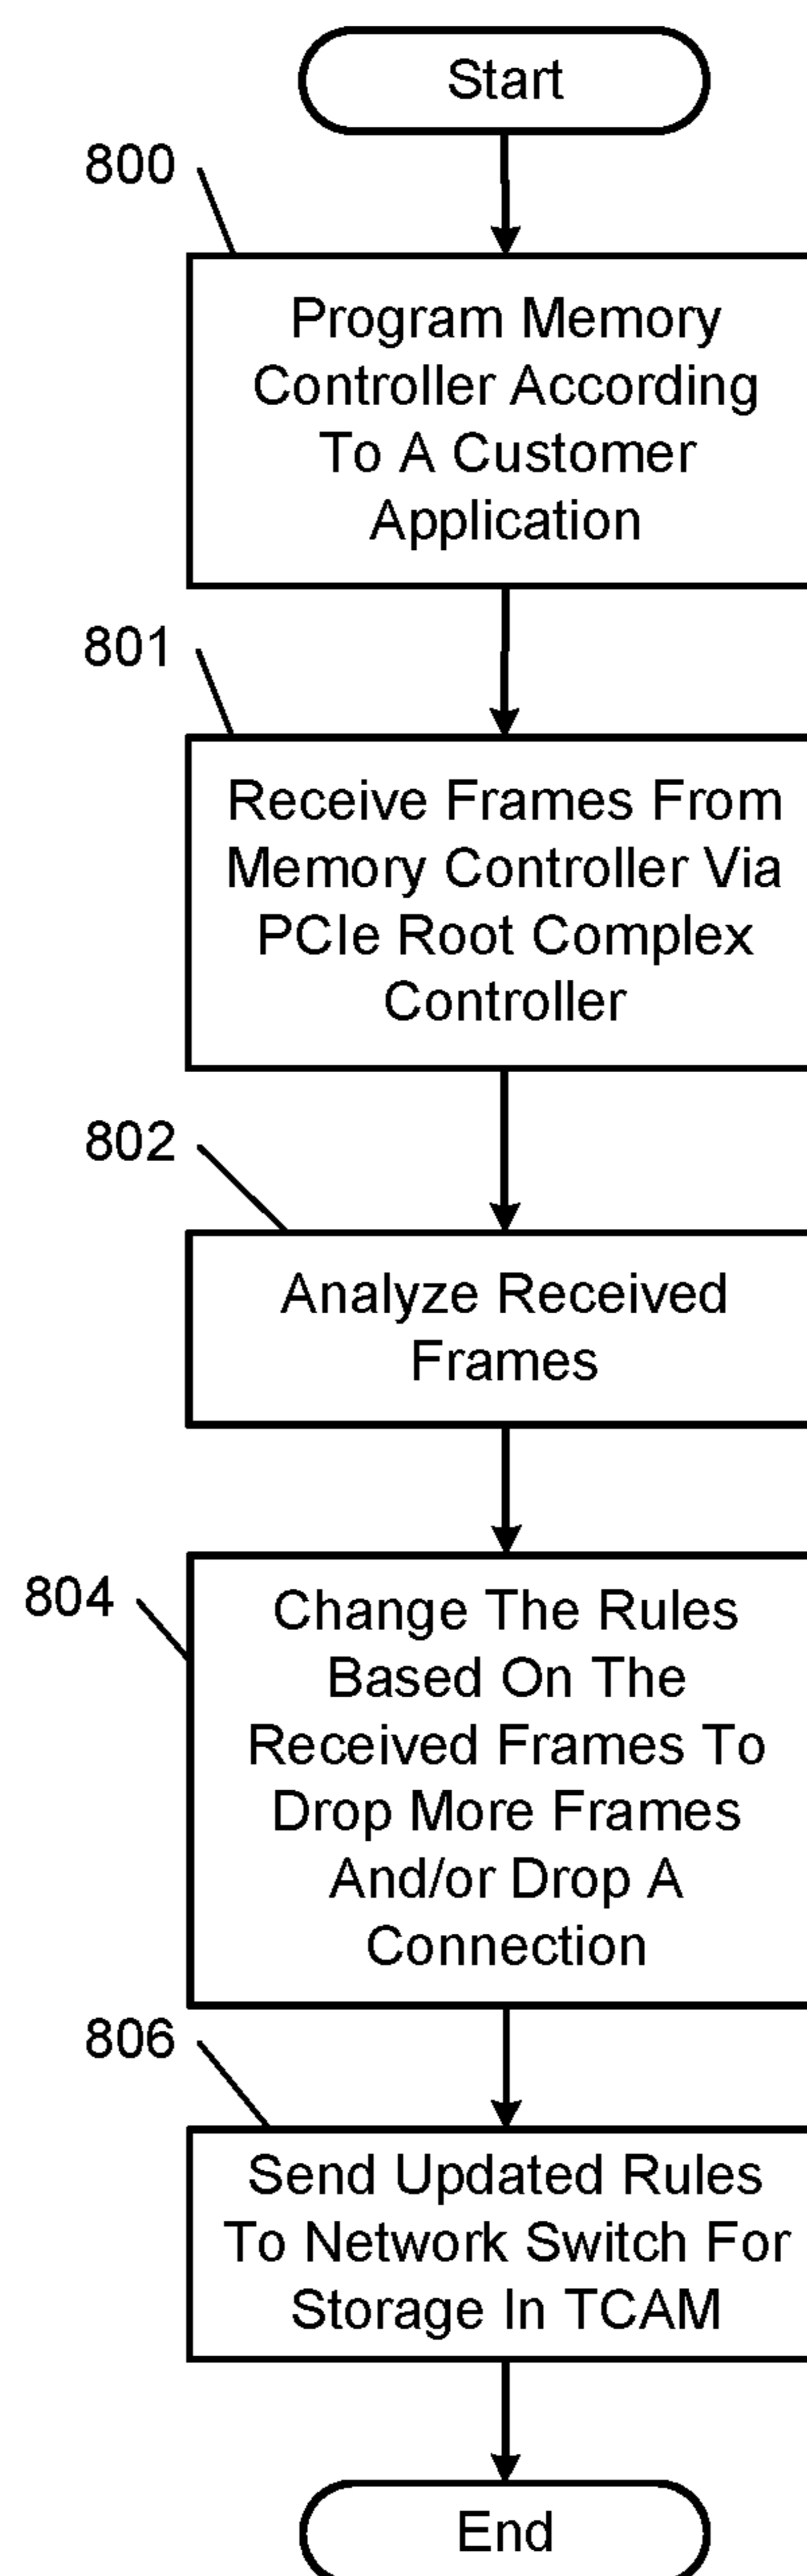 Start
800
Program Memory
Controller According
To A Customer
Application
801
Receive Frames From
Memory Controller Via
PCIe Root Complex
Controller
802
Analyze Received
Frames
804
Change The Rules
Based On The
Received Frames To
Drop More Frames
And/or Drop A
Connection
806
Send Updated Rules
To Network Switch For
Storage In TCAM
End